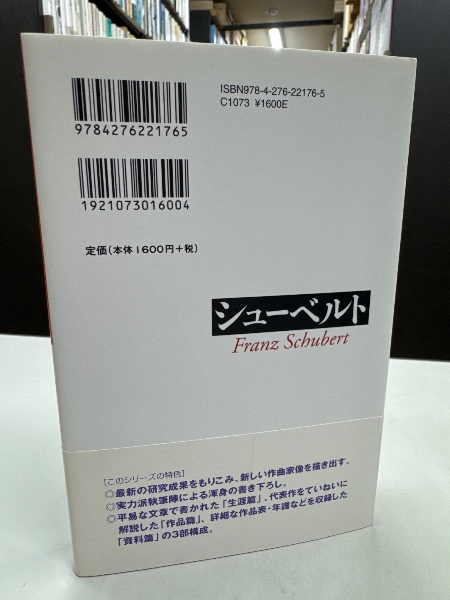 ISBN978-4-276-22176-5
C1073 ¥1600E
9784276221765
1921073016004
定価(本体1600円+税)
シューベルト
Franz Schubert
[このシリーズの特色]
◎最新の研究成果をもりこみ、新しい作曲家像を描き出す。
◎実力派執筆陣による渾身の書き下ろし。
◎平易な文章で書かれた「生涯篇」、代表作をていねいに
解説した「作品篇」、詳細な作品表・年譜などを収録した
「資料篇」の3部構成。